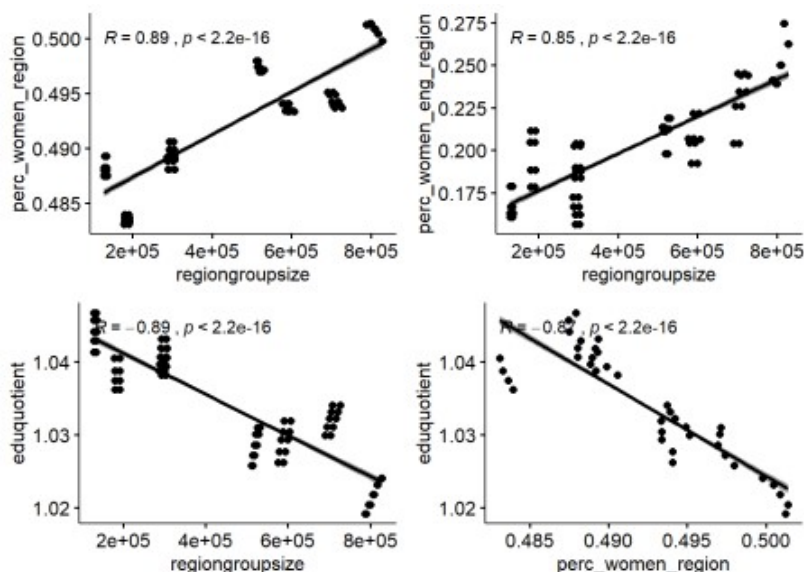 perc_women_region
0.500
0.495
0.490
0.485
R = 0.89 , p < 2.2e-16
2e+05 4e+05 6e+05 8e+05
regiongroupsize
perc_women_eng_region
0.275
0.250
0.225
0.200
0.175
R = 0.85 , p < 2.2e-16
2e+05 4e+05 6e+05 8e+05
regiongroupsize
eduquotient
1.04
1.03
1.02
R = −0.89 , p < 2.2e-16
2e+05 4e+05 6e+05 8e+05
regiongroupsize
eduquotient
1.04
1.03
1.02
R = −0.87 , p < 2.2e-16
0.485 0.490 0.495 0.500
perc_women_region